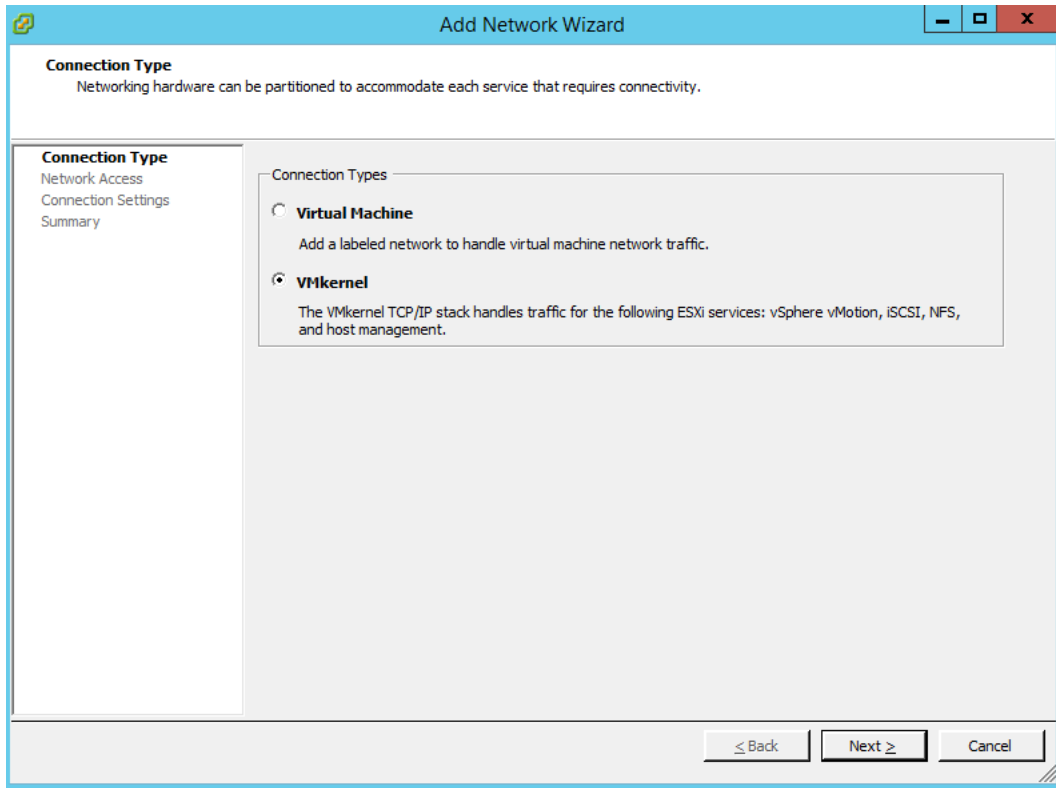 Add Network Wizard
Connection Type
Networking hardware can be partitioned to accommodate each service that requires connectivity.
Connection Type
Network Access
Connection Settings
Summary
Connection Types
Virtual Machine
Add a labeled network to handle virtual machine network traffic.
VMkernel
The VMkernel TCP/IP stack handles traffic for the following ESXi services: vSphere vMotion, iSCSI, NFS,
and host management.
< Back
Next >
Cancel